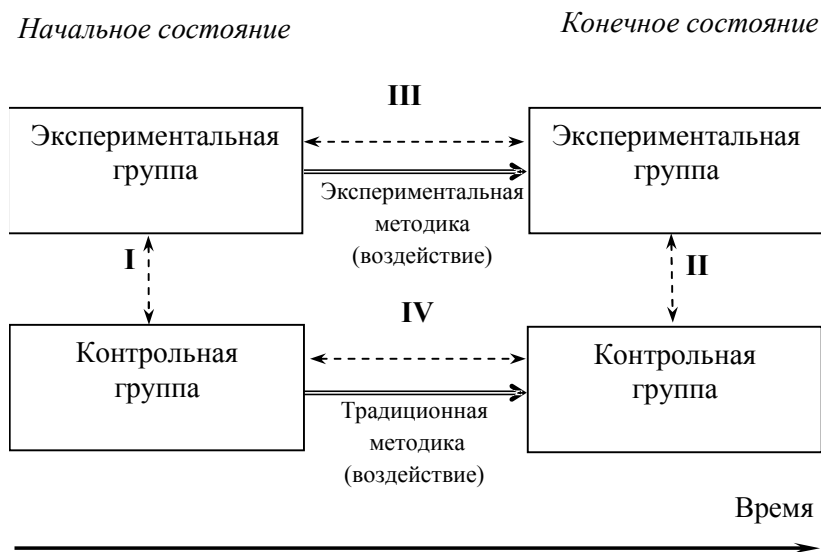 Начальное состояние
Конечное состояние
III
Экспериментальная
группа
Экспериментальная
группа
Экспериментальная
методика
(воздействие)
I
II
IV
Контрольная
группа
Контрольная
группа
Традиционная
методика
(воздействие)
Время